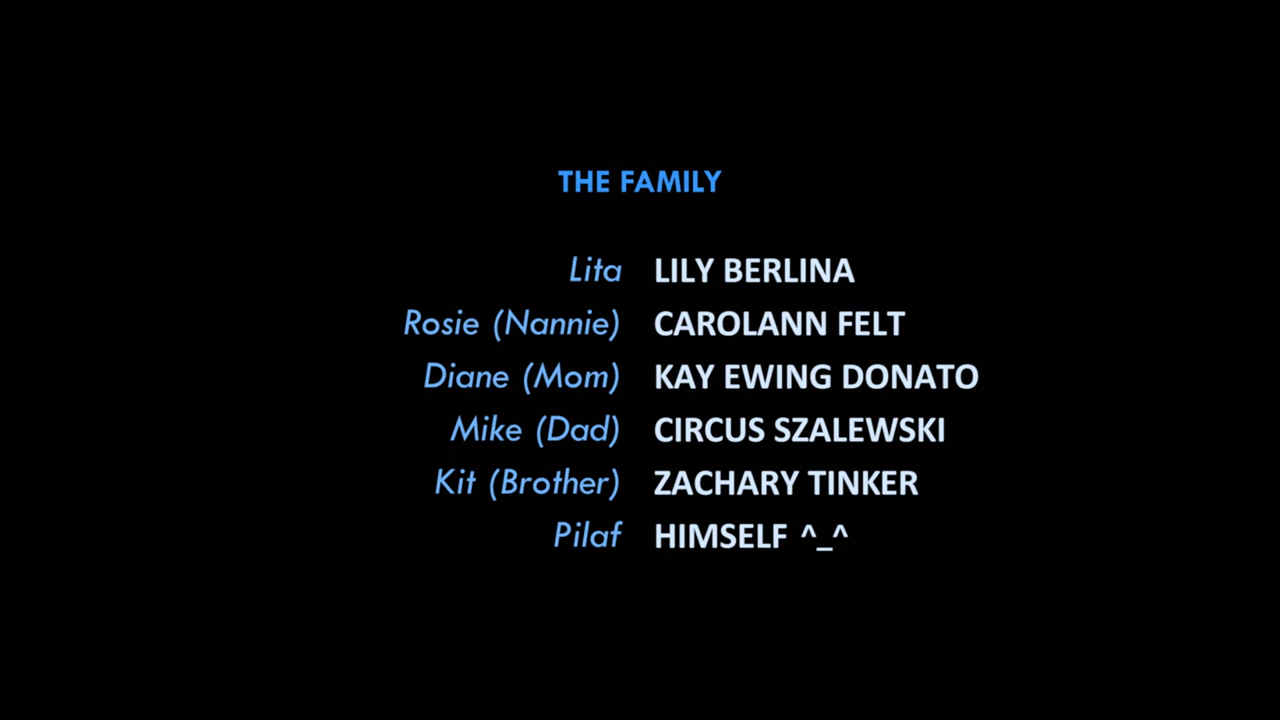 THE FAMILY
Lita LILY BERLINA
Rosie (Nannie) CAROLANN FELT
Diane (Mom) KAY EWING DONATO
Mike (Dad) CIRCUS SZALEWSKI
Kit (Brother) ZACHARY TINKER
Pilaf HIMSELF ^_^